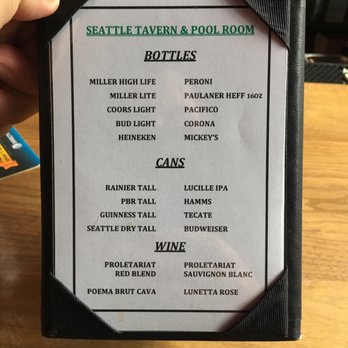 SEATTLE TAVERN & POOL ROOM
BOTTLES
MILLER HIGH LIFE PERONI
MILLER LITE PAULANER HEFF 16OZ
COORS LIGHT PACIFICO
BUD LIGHT CORONA
HEINEKEN MICKEY'S
CANS
RAINIER TALL LUCILLE IPA
PBR TALL HAMMS
GUINNESS TALL TECATE
SEATTLE DRY TALL BUDWEISER
WINE
PROLETARIAT PROLETARIAT
RED BLEND SAUVIGNON BLANC
POEMA BRUT CAVA LUNETTA ROSE